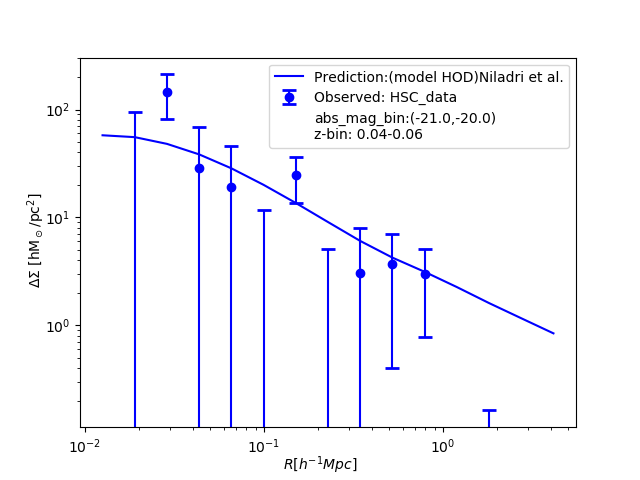 Prediction:(model HOD)Niladri et al.
Observed: HSC_data
abs_mag_bin:(-21.0,-20.0)
z-bin: 0.04-0.06
ΔΣ [hM⊙/pc²]
10²
10¹
10⁰
10⁻² 10⁻¹ 10⁰
R[h⁻¹Mpc]